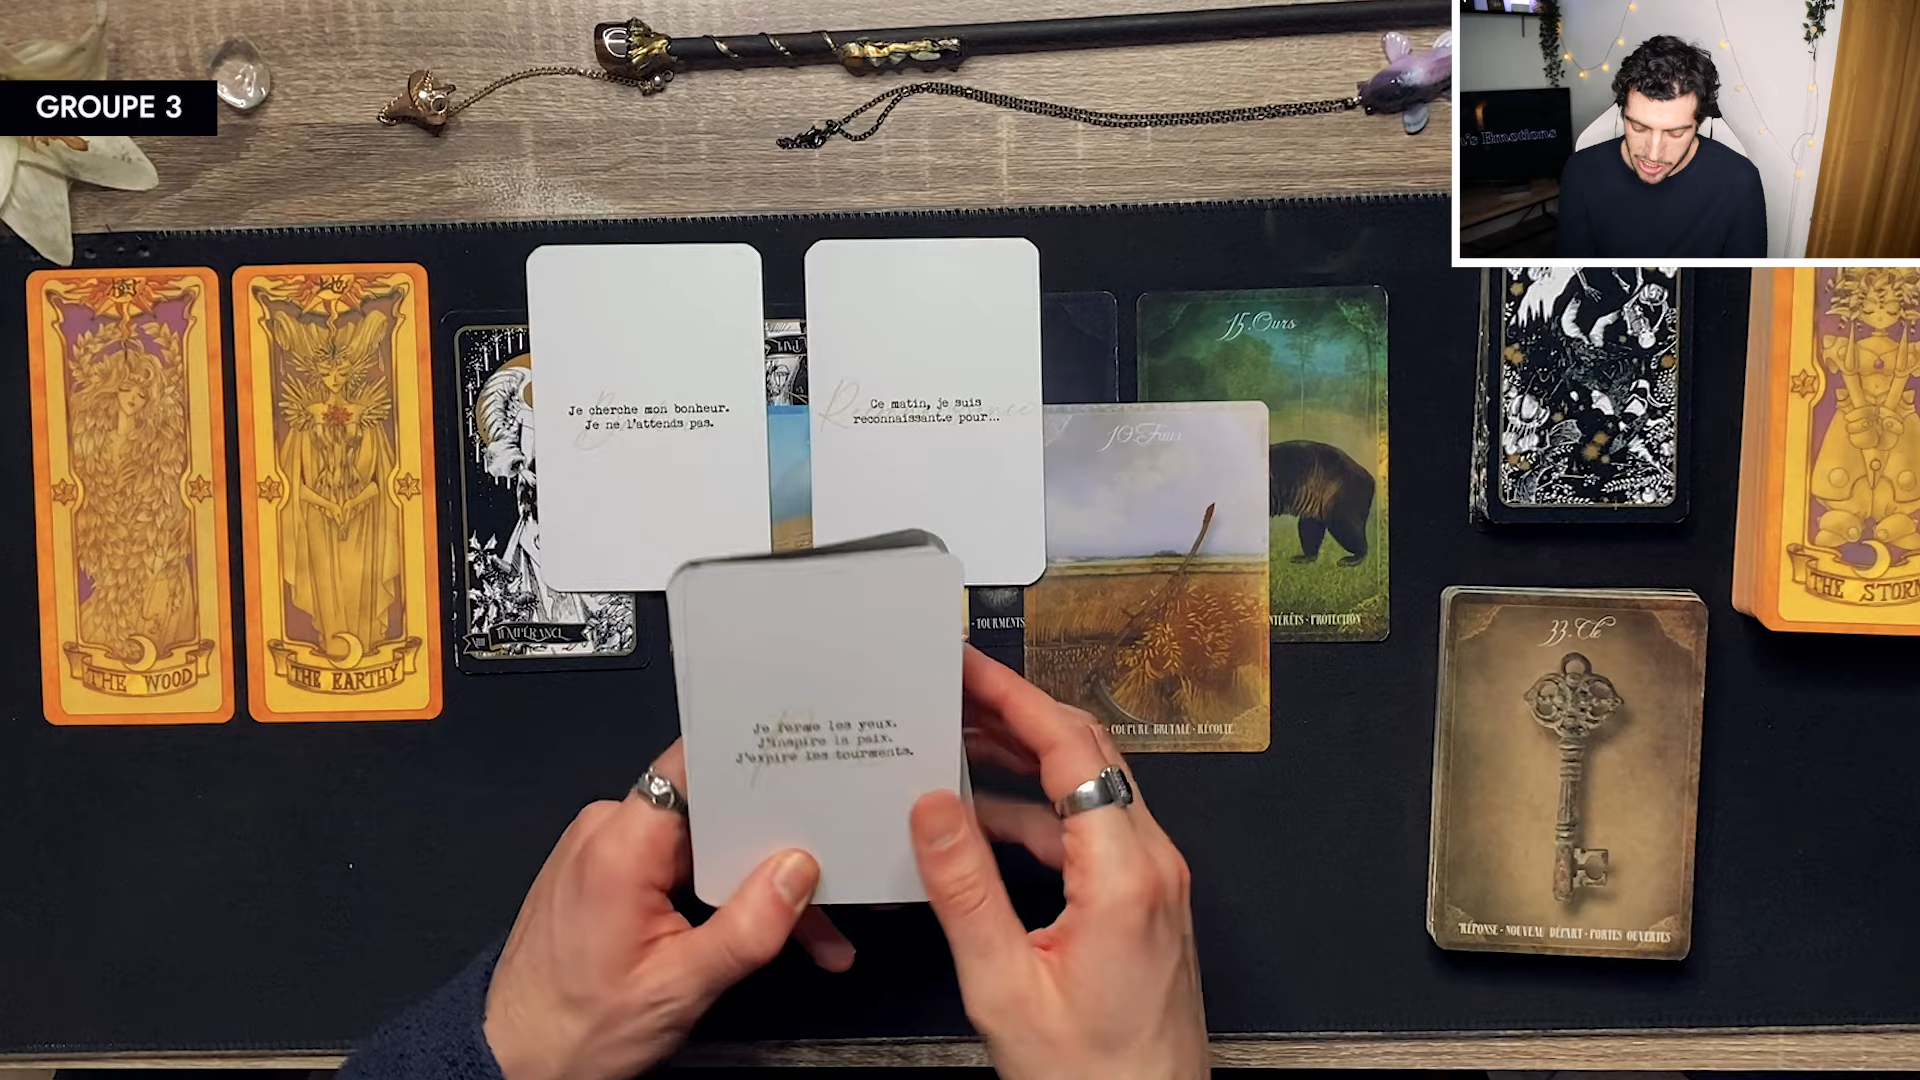 GROUPE 3
's Emotions
Je cherche mon bonheur.
Je ne l'attends pas.
Ce matin, je suis
reconnaissant.e pour...
15.Ours
10.Faux
THE WOOD
THE EARTHY
TEMPÉRANCE
- TOURMENTS
INTÉRÊTS - PROTECTION
- COUPURE BRUTALE - RÉCOLTE
Je ferme les yeux.
J'inspire la paix.
J'expire les tourments.
THE STORM
33.Clé
RÉPONSE - NOUVEAU DÉPART - PORTES OUVERTES